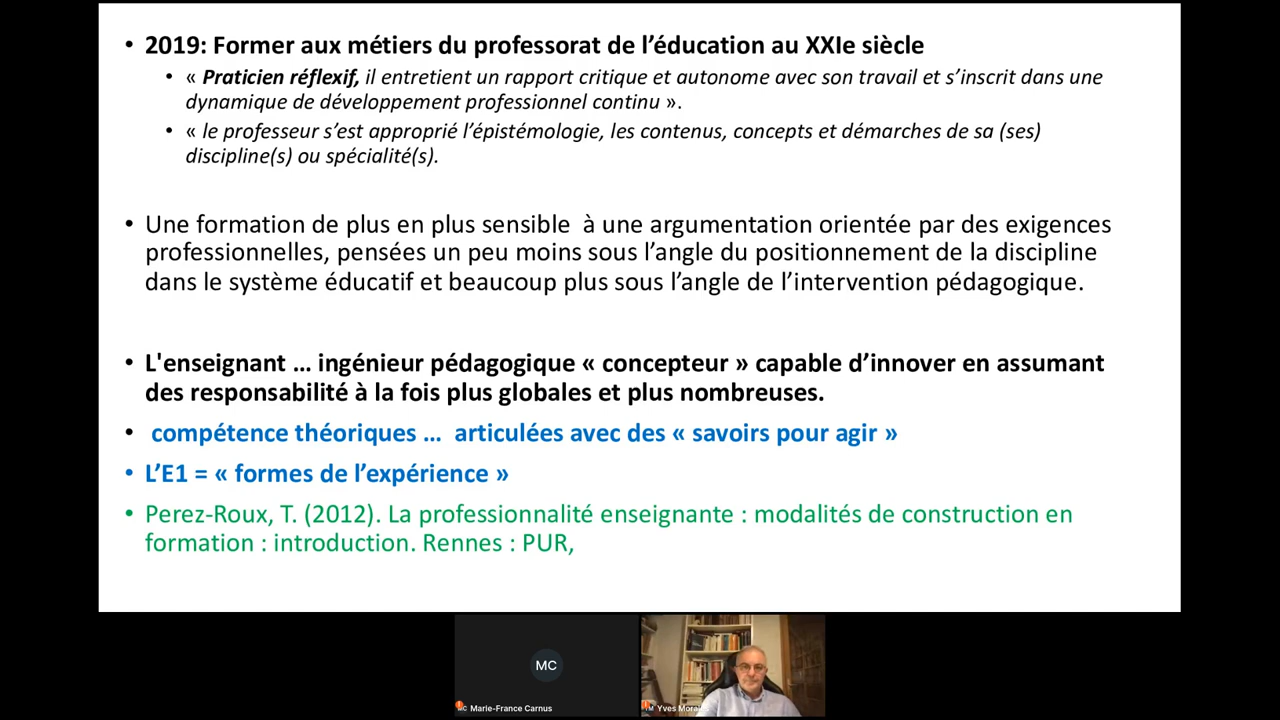 • 2019: Former aux métiers du professorat de l’éducation au XXIe siècle
• « Praticien réflexif, il entretient un rapport critique et autonome avec son travail et s’inscrit dans une
dynamique de développement professionnel continu ».
• « le professeur s’est approprié l’épistémologie, les contenus, concepts et démarches de sa (ses)
discipline(s) ou spécialité(s).
• Une formation de plus en plus sensible à une argumentation orientée par des exigences
professionnelles, pensées un peu moins sous l’angle du positionnement de la discipline
dans le système éducatif et beaucoup plus sous l’angle de l’intervention pédagogique.
• L'enseignant … ingénieur pédagogique « concepteur » capable d’innover en assumant
des responsabilité à la fois plus globales et plus nombreuses.
• compétence théoriques … articulées avec des « savoirs pour agir »
• L’E1 = « formes de l’expérience »
• Perez-Roux, T. (2012). La professionnalité enseignante : modalités de construction en
formation : introduction. Rennes : PUR,
MC
Marie-France Carnus
Yves